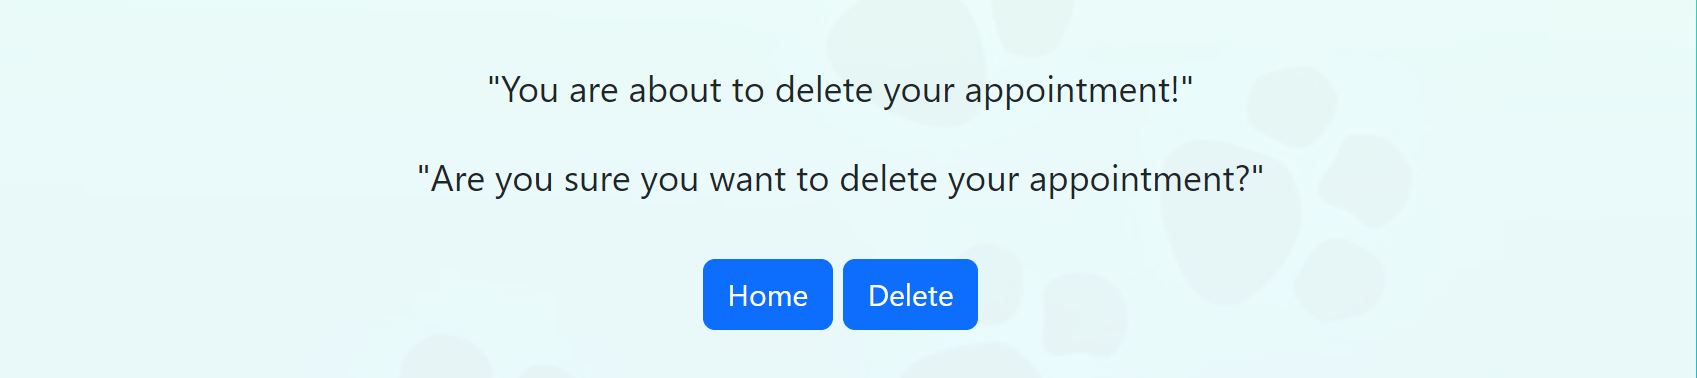 "You are about to delete your appointment!"
"Are you sure you want to delete your appointment?"
Home Delete